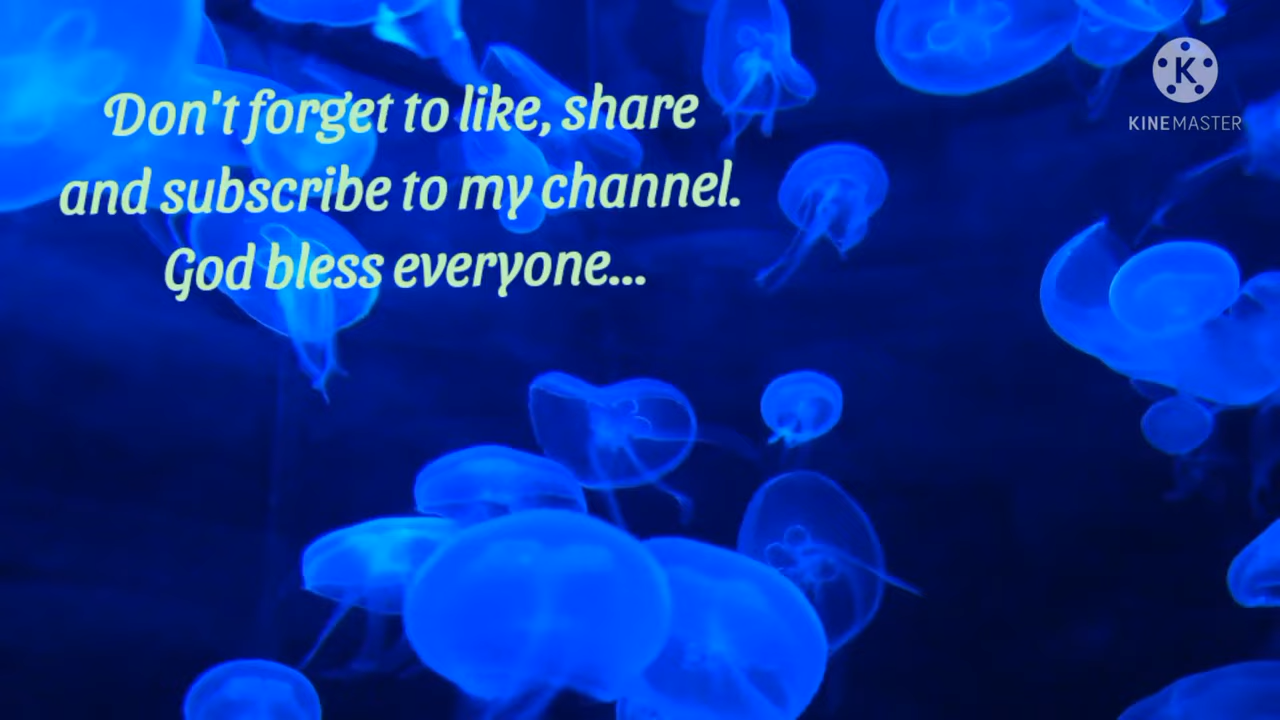 Don't forget to like, share
and subscribe to my channel.
God bless everyone...
K
KINEMASTER